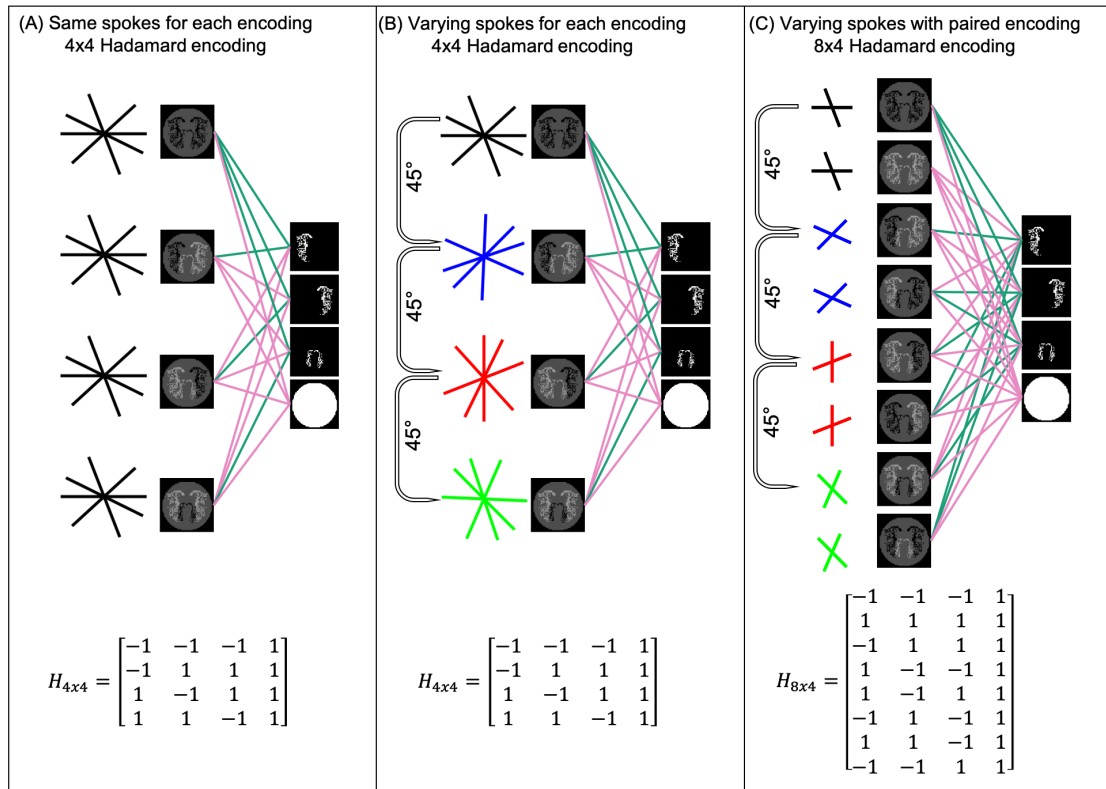 (A) Same spokes for each encoding
4x4 Hadamard encoding
45°
45°
45°
(B) Varying spokes for each encoding
4x4 Hadamard encoding
45°
45°
45°
(C) Varying spokes with paired encoding
8x4 Hadamard encoding
H4x4 =
−1 −1 −1 1
−1 1 1 1
1 −1 1 1
1 1 −1 1
H4x4 =
−1 −1 −1 1
−1 1 1 1
1 −1 1 1
1 1 −1 1
H8x4 =
−1 −1 −1 1
1 1 1 1
−1 1 1 1
1 −1 −1 1
1 −1 1 1
−1 1 −1 1
1 1 −1 1
−1 −1 1 1